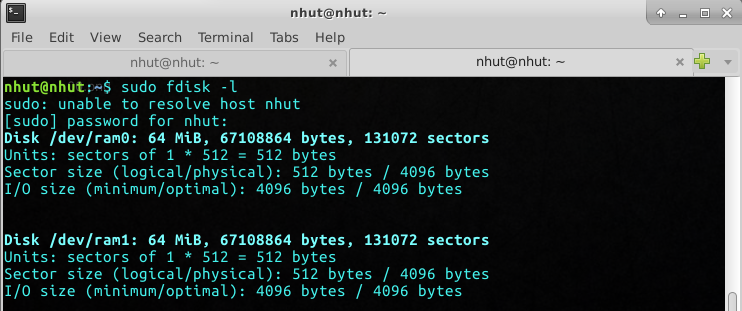 nhut@nhut: ~
File Edit View Search Terminal Tabs Help
nhut@nhut: ~ nhut@nhut: ~
nhut@nhut:~$ sudo fdisk -l
sudo: unable to resolve host nhut
[sudo] password for nhut:
Disk /dev/ram0: 64 MiB, 67108864 bytes, 131072 sectors
Units: sectors of 1 * 512 = 512 bytes
Sector size (logical/physical): 512 bytes / 4096 bytes
I/O size (minimum/optimal): 4096 bytes / 4096 bytes
Disk /dev/ram1: 64 MiB, 67108864 bytes, 131072 sectors
Units: sectors of 1 * 512 = 512 bytes
Sector size (logical/physical): 512 bytes / 4096 bytes
I/O size (minimum/optimal): 4096 bytes / 4096 bytes